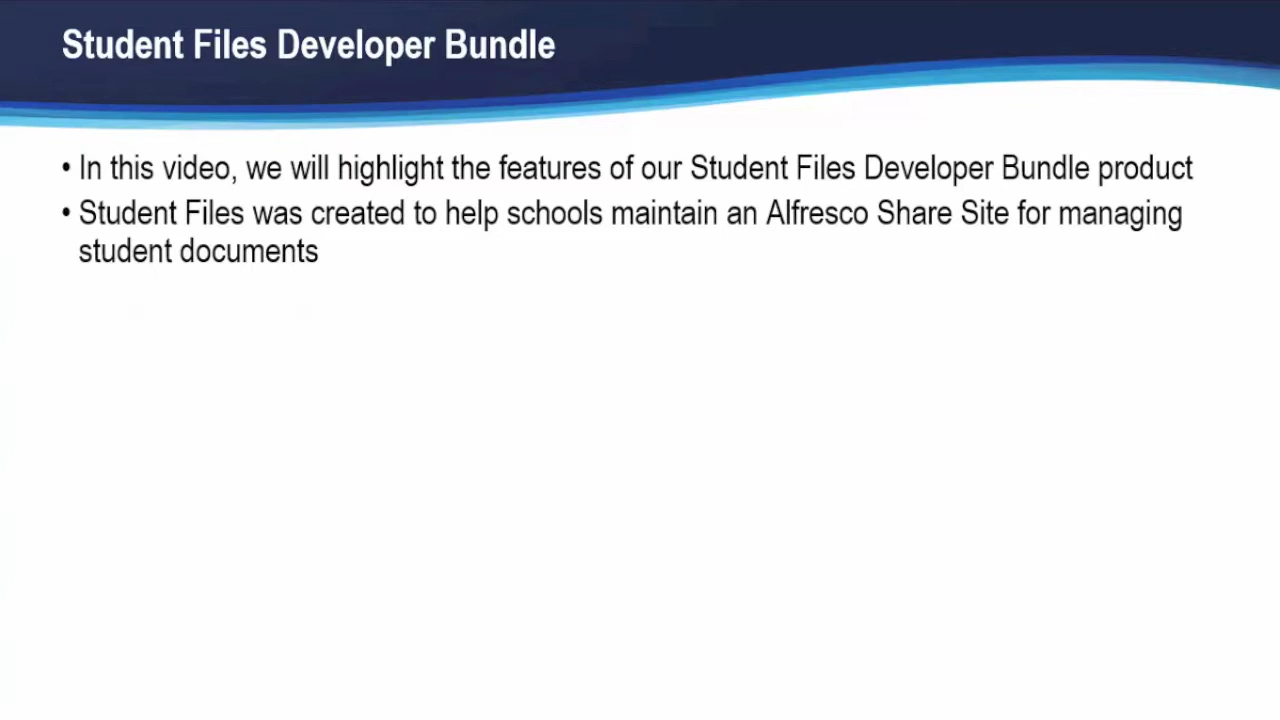 Student Files Developer Bundle
• In this video, we will highlight the features of our Student Files Developer Bundle product
• Student Files was created to help schools maintain an Alfresco Share Site for managing
student documents